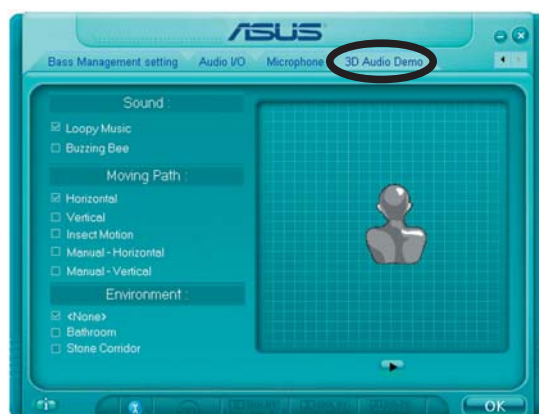 ASUS
Bass Management setting Audio I/O Microphone 3D Audio Demo
Sound :
Loopy Music
Buzzing Bee
Moving Path :
Horizontal
Vertical
Insect Motion
Manual - Horizontal
Manual - Vertical
Environment :
<None>
Bathroom
Stone Corridor
OK